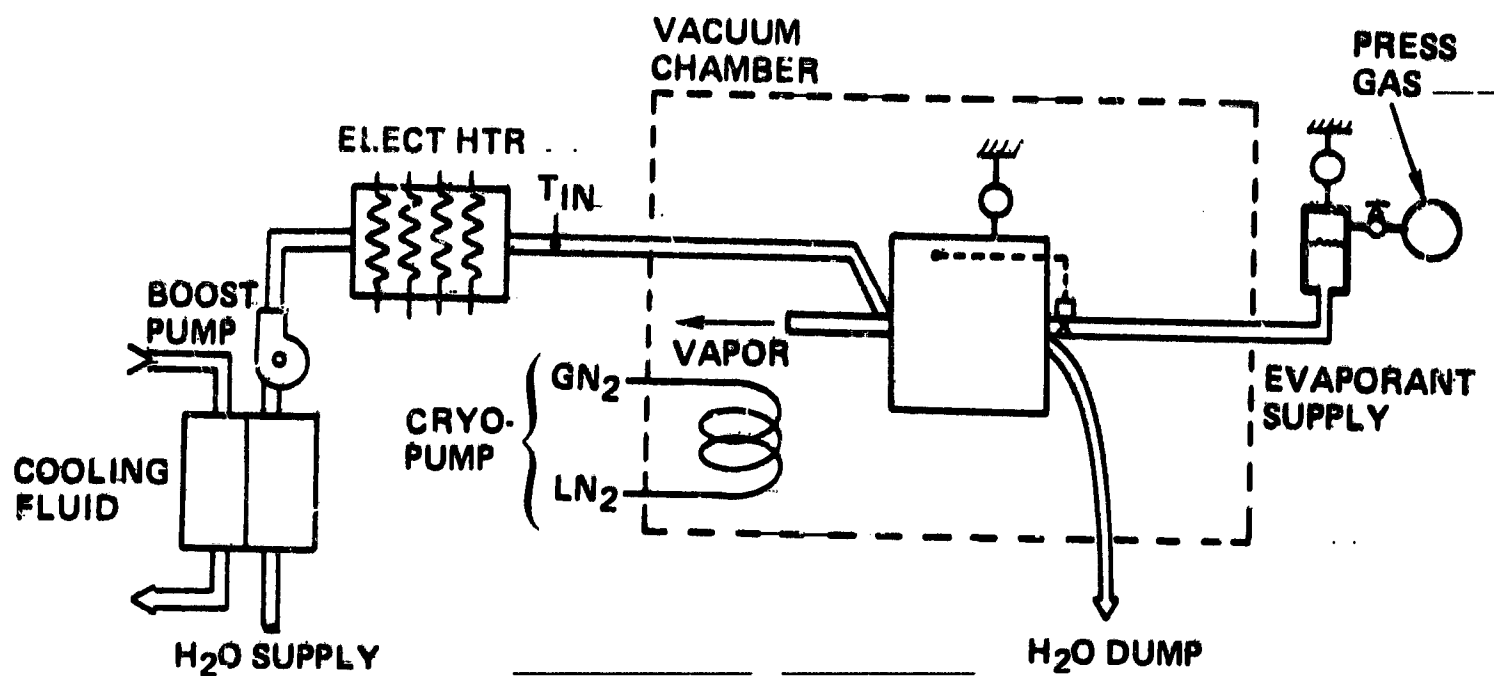 VACUUM
CHAMBER
PRESS
GAS
ELECT HTR
TIN
BOOST
PUMP
VAPOR
GN2
CRYO-
PUMP
LN2
EVAPORANT
SUPPLY
COOLING
FLUID
H2O SUPPLY
H2O DUMP